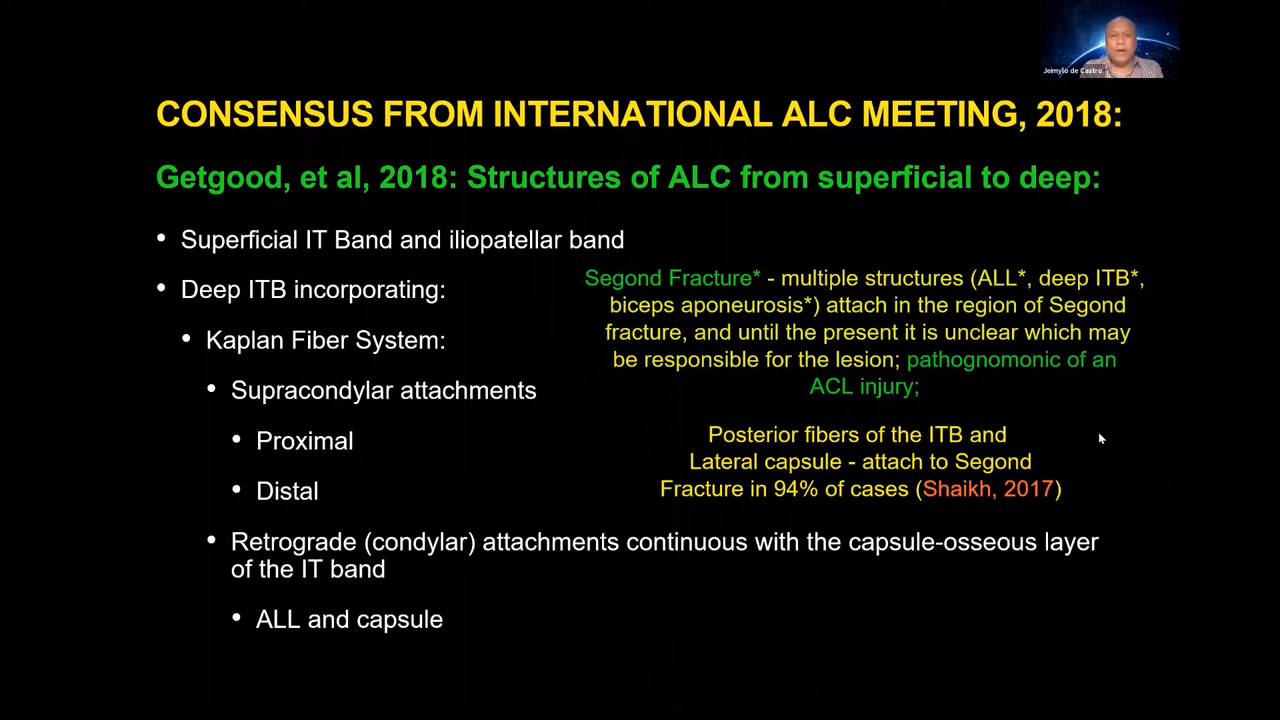 Jeimylo de Castro
CONSENSUS FROM INTERNATIONAL ALC MEETING, 2018:
Getgood, et al, 2018: Structures of ALC from superficial to deep:
• Superficial IT Band and iliopatellar band
• Deep ITB incorporating:
• Kaplan Fiber System:
• Supracondylar attachments
• Proximal
• Distal
• Retrograde (condylar) attachments continuous with the capsule-osseous layer
of the IT band
• ALL and capsule
Segond Fracture* - multiple structures (ALL*, deep ITB*,
biceps aponeurosis*) attach in the region of Segond
fracture, and until the present it is unclear which may
be responsible for the lesion; pathognomonic of an
ACL injury;
Posterior fibers of the ITB and
Lateral capsule - attach to Segond
Fracture in 94% of cases (Shaikh, 2017)